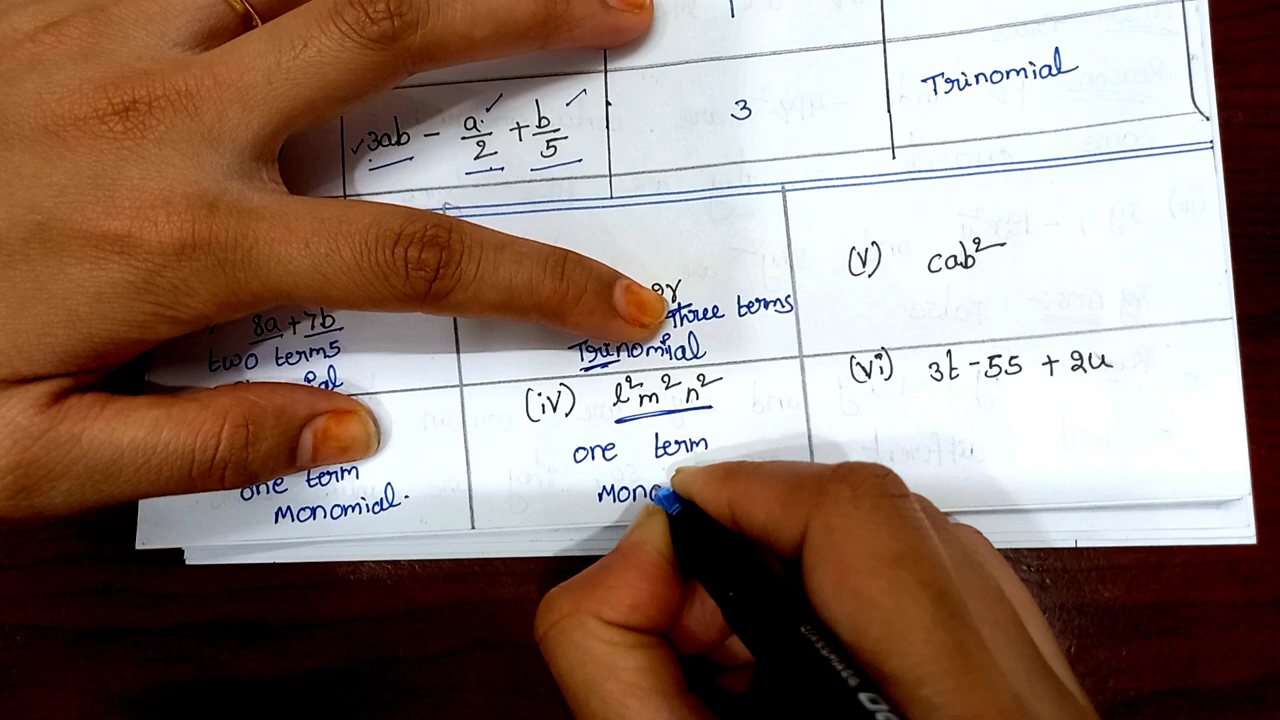 Trinomial
3ab - a/2 + b/5
3
8a+7b
two terms
Three terms
Trinomial
(v) cab²
one term
Monomial.
(iv) l²m²n²
one term
Mono
(vi) 3t - 5s + 2u